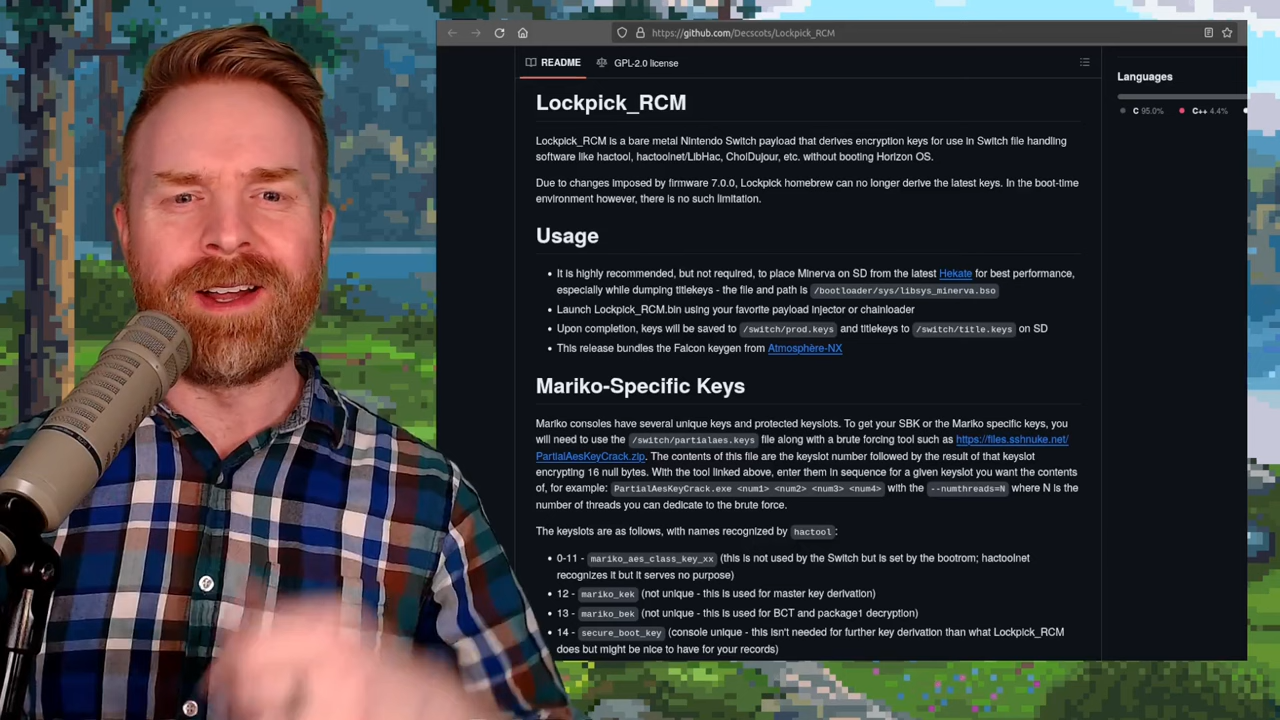 https://github.com/Decscots/Lockpick_RCM
README
GPL-2.0 license
Languages
C 95.0%
C++ 4.4%
Lockpick_RCM
Lockpick_RCM is a bare metal Nintendo Switch payload that derives encryption keys for use in Switch file handling
software like hactool, hactoolnet/LibHac, ChoiDujour, etc. without booting Horizon OS.
Due to changes imposed by firmware 7.0.0, Lockpick homebrew can no longer derive the latest keys. In the boot-time
environment however, there is no such limitation.
Usage
It is highly recommended, but not required, to place Minerva on SD from the latest Hekate for best performance,
especially while dumping titlekeys - the file and path is /bootloader/sys/libsys_minerva.bso
Launch Lockpick_RCM.bin using your favorite payload injector or chainloader
Upon completion, keys will be saved to /switch/prod.keys and titlekeys to /switch/title.keys on SD
This release bundles the Falcon keygen from Atmosphère-NX
Mariko-Specific Keys
Mariko consoles have several unique keys and protected keyslots. To get your SBK or the Mariko specific keys, you
will need to use the /switch/partialaes.keys file along with a brute forcing tool such as https://files.sshnuke.net/
PartialAesKeyCrack.zip. The contents of this file are the keyslot number followed by the result of that keyslot
encrypting 16 null bytes. With the tool linked above, enter them in sequence for a given keyslot you want the contents
of, for example: PartialAesKeyCrack.exe <num1> <num2> <num3> <num4> with the --numthreads=N where N is the
number of threads you can dedicate to the brute force.
The keyslots are as follows, with names recognized by hactool:
0-11 - mariko_aes_class_key_xx (this is not used by the Switch but is set by the bootrom; hactoolnet
recognizes it but it serves no purpose)
12 - mariko_kek (not unique - this is used for master key derivation)
13 - mariko_bek (not unique - this is used for BCT and package1 decryption)
14 - secure_boot_key (console unique - this isn't needed for further key derivation than what Lockpick_RCM
does but might be nice to have for your records)